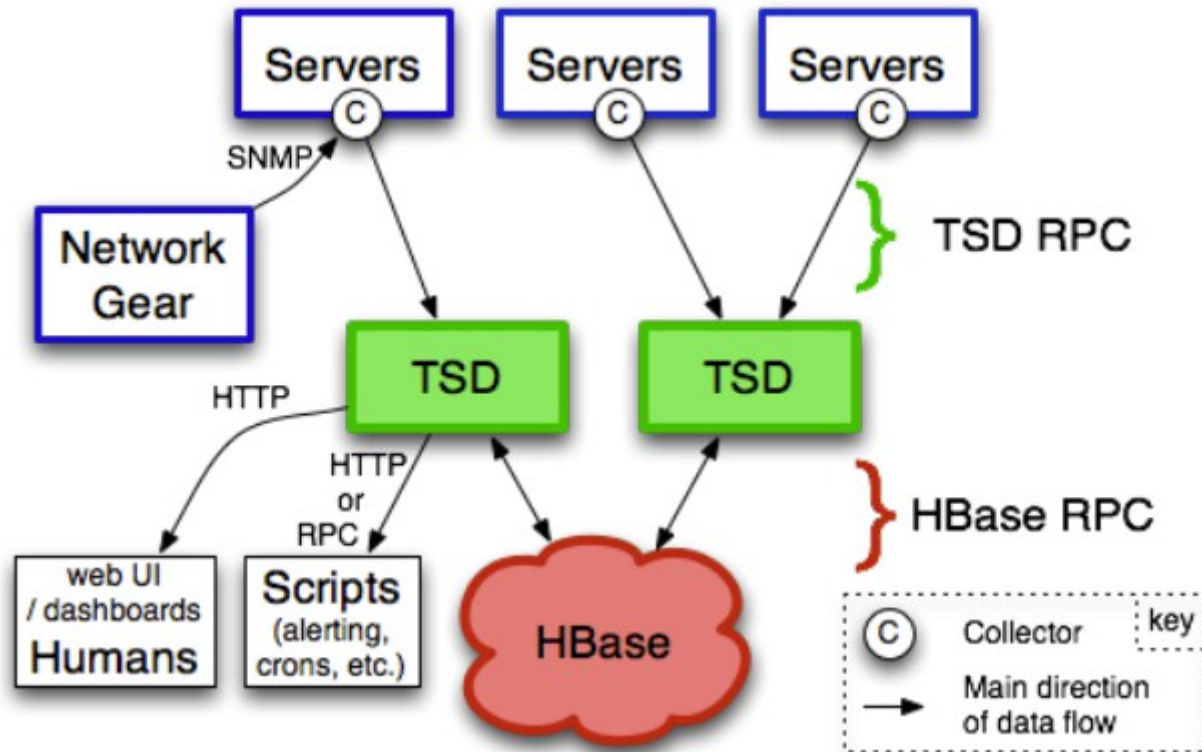 Servers
Servers
Servers
C
C
C
SNMP
Network
Gear
TSD RPC
TSD
TSD
HTTP
HTTP
or
RPC
HBase RPC
web UI
/ dashboards
Humans
Scripts
(alerting,
crons, etc.)
HBase
key
C
Collector
Main direction
of data flow